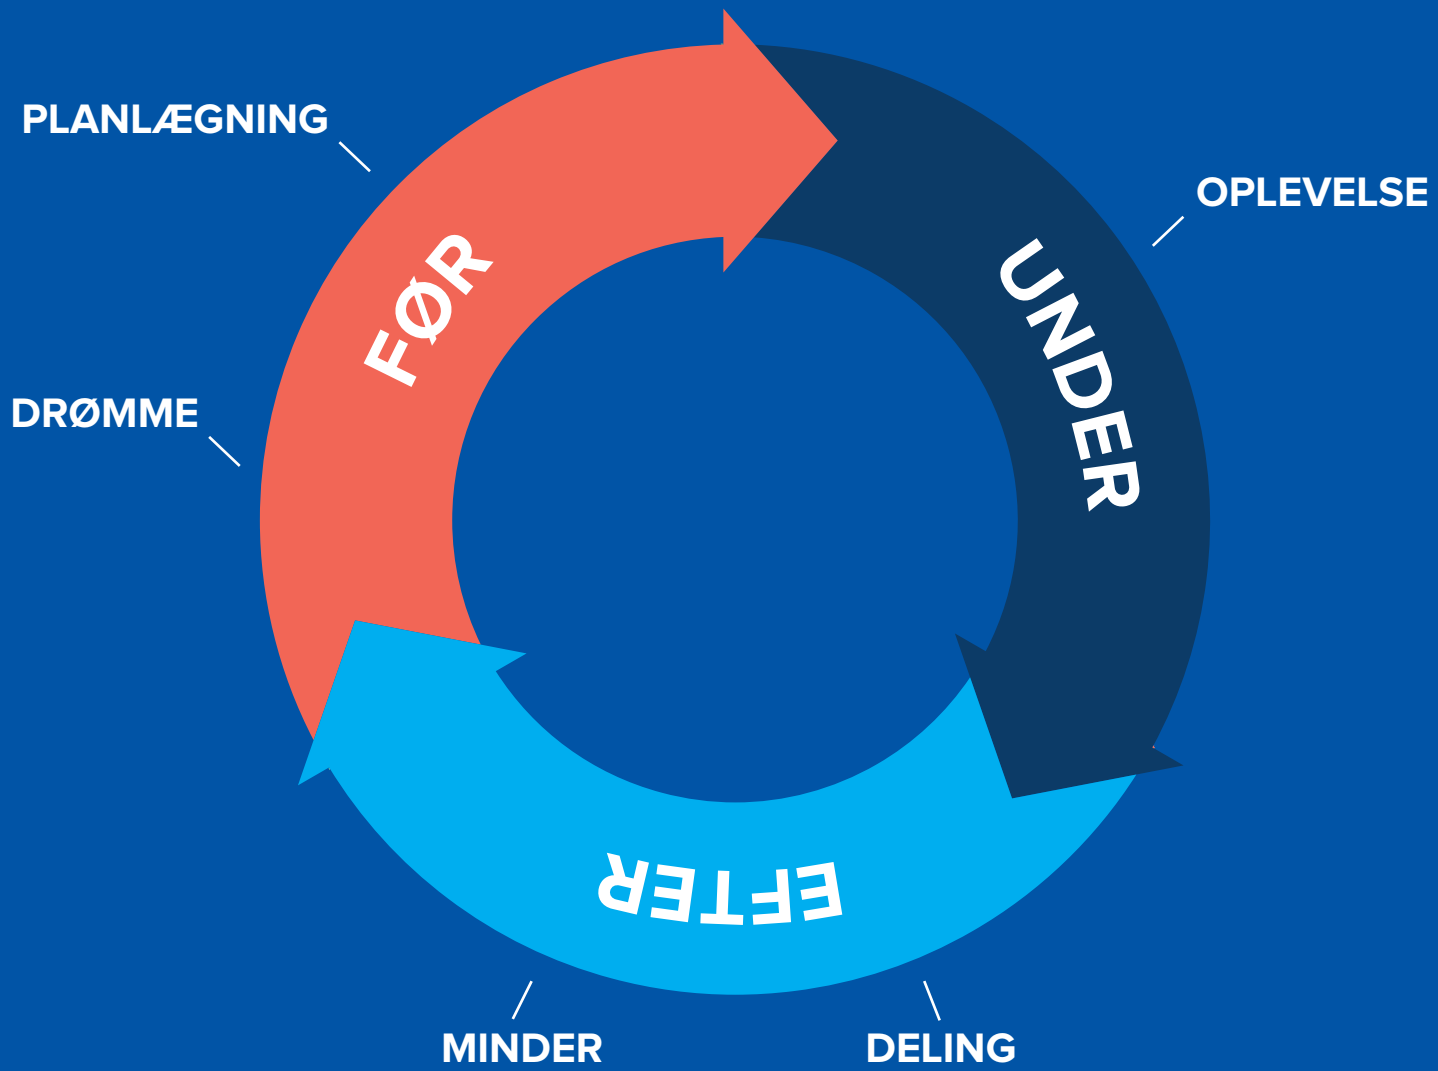 PLANLÆGNING
OPLEVELSE
FØR
UNDER
DRØMME
EFTER
MINDER
DELING